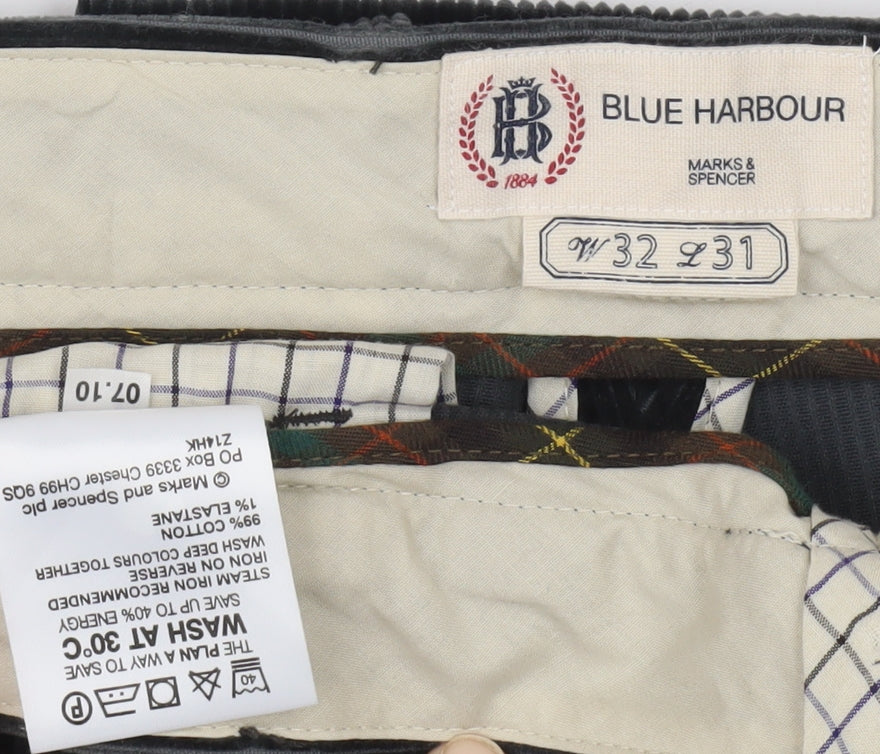 BLUE HARBOUR
1884
MARKS &
SPENCER
W 32 L 31
07.10
40
P
THE PLAN A WAY TO SAVE
WASH AT 30°C
SAVE UP TO 40% ENERGY
STEAM IRON RECOMMENDED
IRON ON REVERSE
WASH DEEP COLOURS TOGETHER
99% COTTON
1% ELASTANE
© Marks and Spencer plc
PO Box 3339 Chester CH99 9QS
Z14HK